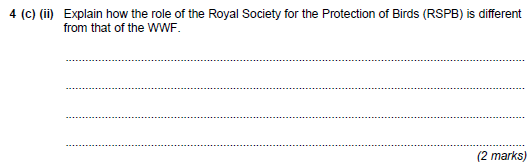 4 (c) (ii) Explain how the role of the Royal Society for the Protection of Birds (RSPB) is different
from that of the WWF.
(2 marks)